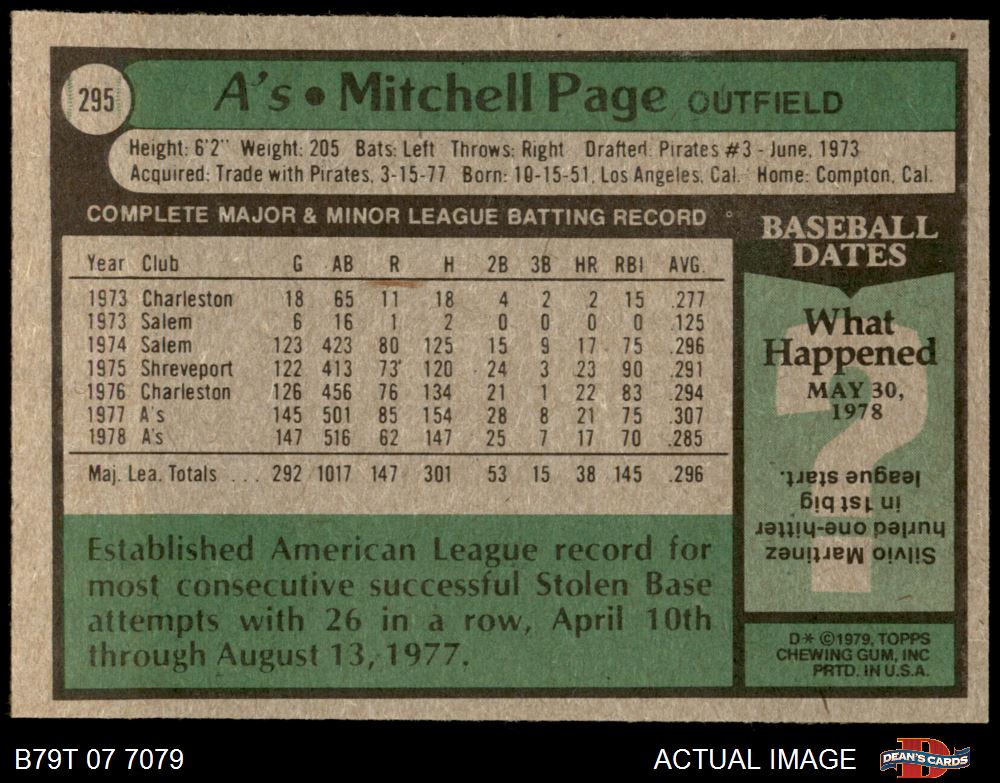 295
A's • Mitchell Page OUTFIELD
Height: 6'2" Weight: 205 Bats: Left Throws: Right Drafted: Pirates #3 - June, 1973
Acquired: Trade with Pirates, 3-15-77 Born: 10-15-51, Los Angeles, Cal. Home: Compton, Cal.
COMPLETE MAJOR & MINOR LEAGUE BATTING RECORD
Year Club G AB R H 2B 3B HR RBI AVG.
1973 Charleston 18 65 11 18 4 2 2 15 .277
1973 Salem 6 16 1 2 0 0 0 0 .125
1974 Salem 123 423 80 125 15 9 17 75 .296
1975 Shreveport 122 413 73 120 24 3 23 90 .291
1976 Charleston 126 456 76 134 21 1 22 83 .294
1977 A's 145 501 85 154 28 8 21 75 .307
1978 A's 147 516 62 147 25 7 17 70 .285
Maj. Lea. Totals ... 292 1017 147 301 53 15 38 145 .296
Established American League record for
most consecutive successful Stolen Base
attempts with 26 in a row, April 10th
through August 13, 1977.
BASEBALL
DATES
What
Happened
MAY 30,
1978
Silvio Martinez
hurled one-hitter
in 1st big
league start.
D* ©1979, TOPPS
CHEWING GUM, INC
PRTD. IN U.S.A.
B79T 07 7079
ACTUAL IMAGE
DEAN'S CARDS